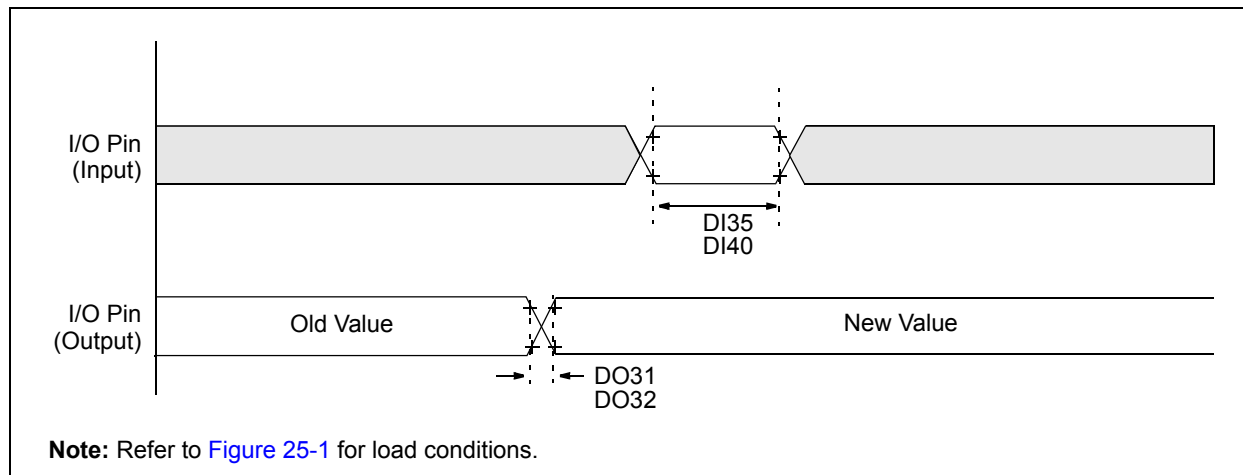 I/O Pin
(Input)
DI35
DI40
I/O Pin
(Output)
Old Value
New Value
DO31
DO32
Note: Refer to Figure 25-1 for load conditions.